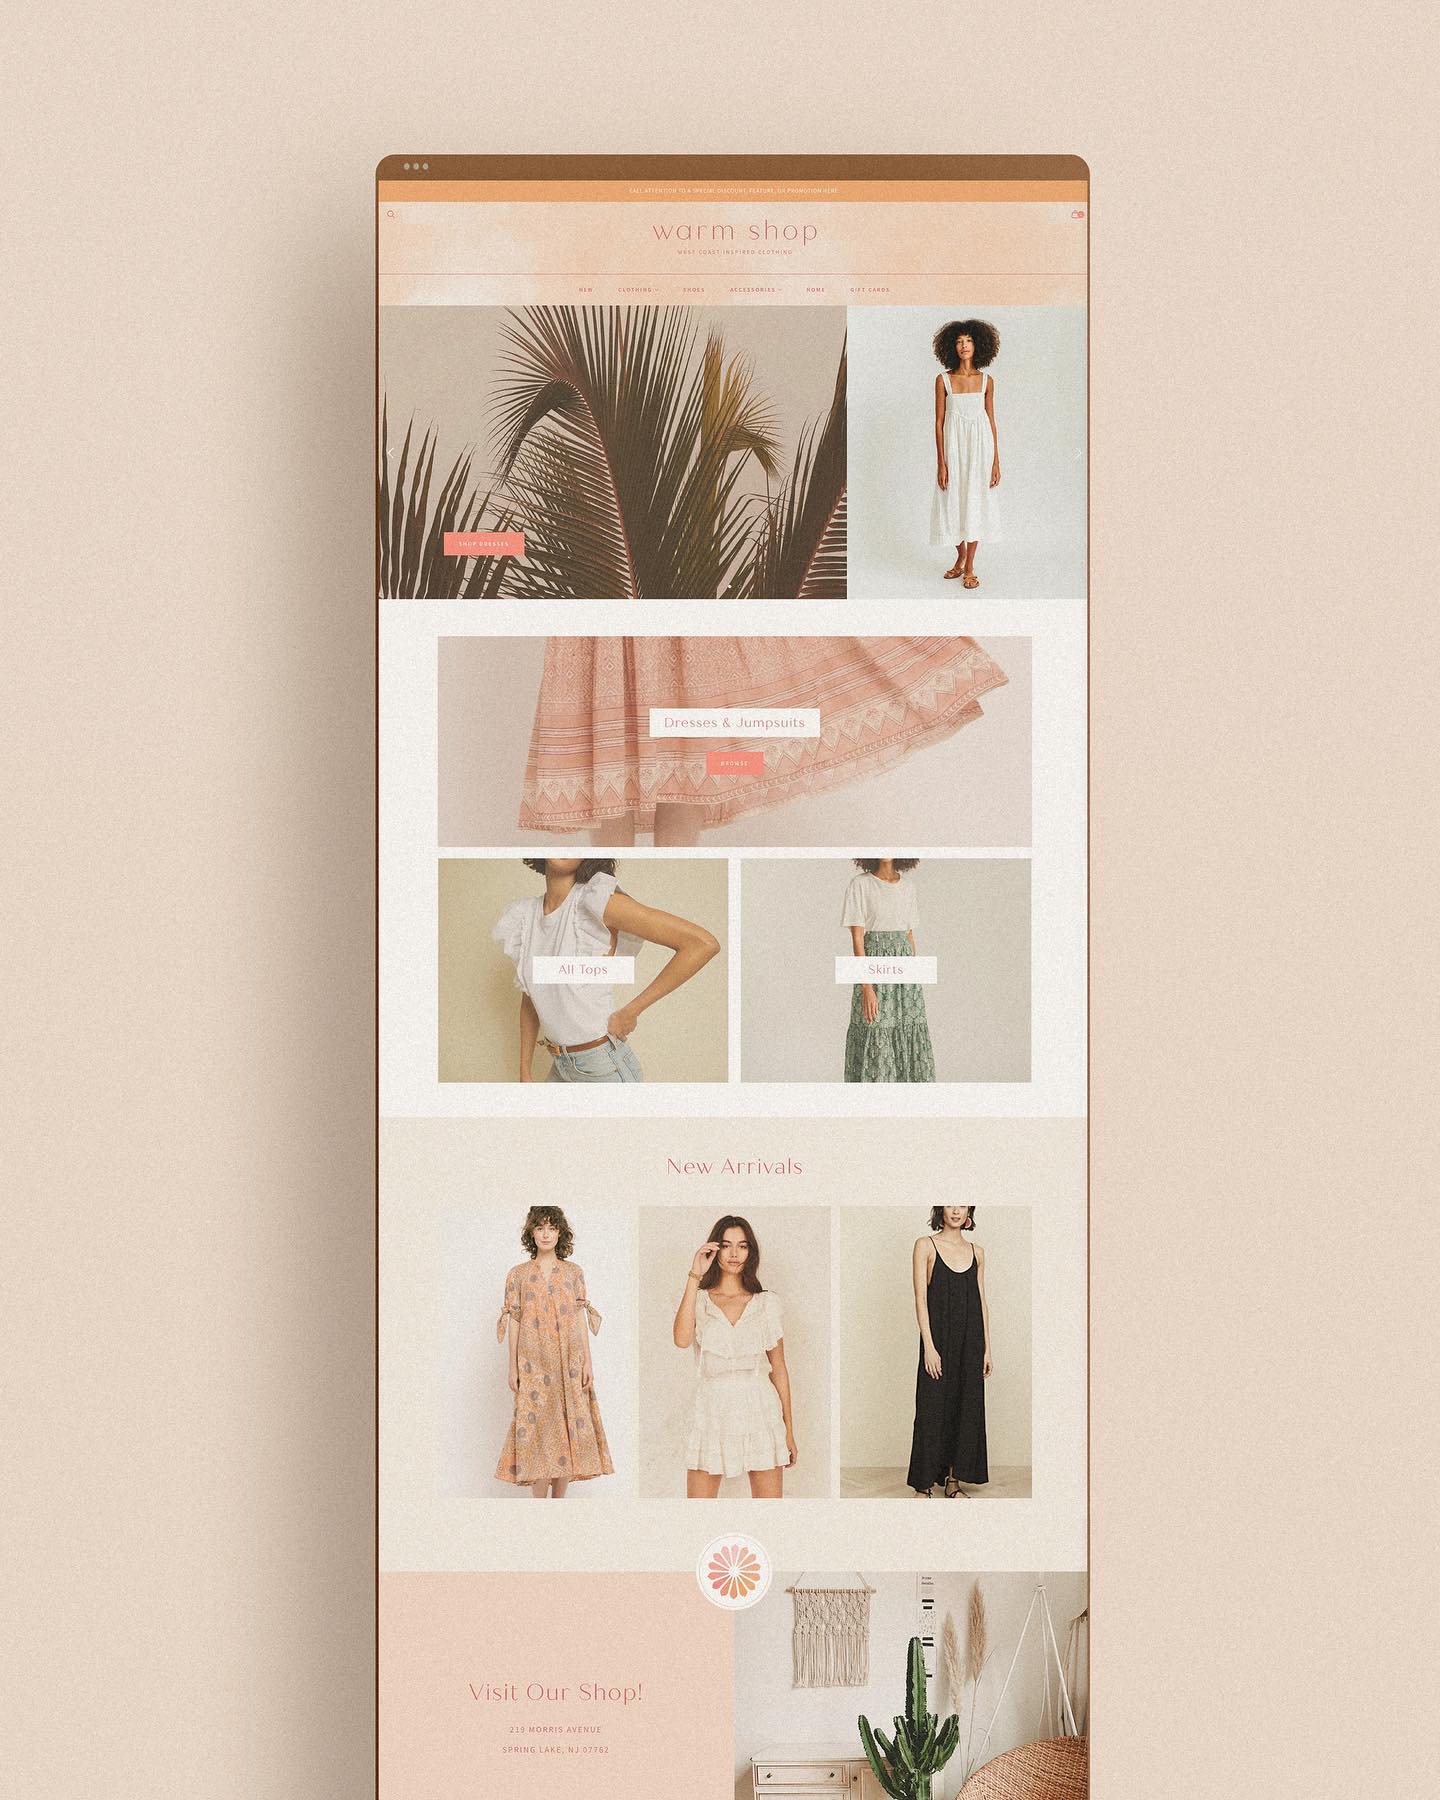 CALL ATTENTION TO A SPECIAL DISCOUNT, FEATURE, OR PROMOTION HERE
warm shop
WEST COAST INSPIRED CLOTHING
NEW CLOTHING SHOES ACCESSORIES HOME GIFT CARDS
SHOP DRESSES
Dresses & Jumpsuits
BROWSE
All Tops
Skirts
New Arrivals
Visit Our Shop!
219 MORRIS AVENUE
SPRING LAKE, NJ 07762